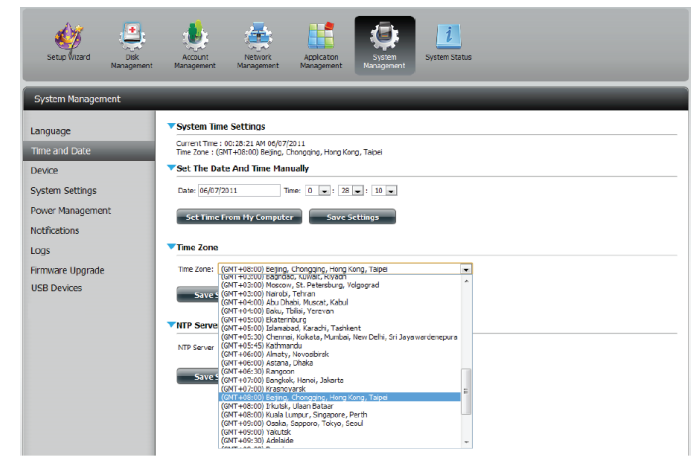 Setup Wizard
Disk Management
Account Management
Network Management
Application Management
System Management
System Status
System Management
Language
Time and Date
Device
System Settings
Power Management
Notifications
Logs
Firmware Upgrade
USB Devices
System Time Settings
Current Time : 00:28:21 AM 06/07/2011
Time Zone : (GMT+08:00) Beijing, Chongqing, Hong Kong, Taipei
Set The Date And Time Manually
Date: 06/07/2011 Time: 0 : 28 : 10
Set Time From My Computer Save Settings
Time Zone
Time Zone: (GMT+08:00) Beijing, Chongqing, Hong Kong, Taipei
(GMT+03:00) Baghdad, Kuwait, Riyadh
(GMT+03:00) Moscow, St. Petersburg, Volgograd
(GMT+03:00) Nairobi, Tehran
(GMT+04:00) Abu Dhabi, Muscat, Kabul
(GMT+04:00) Baku, Tbilisi, Yerevan
(GMT+05:00) Ekaterinburg
(GMT+05:00) Islamabad, Karachi, Tashkent
(GMT+05:30) Chennai, Kolkata, Mumbai, New Delhi, Sri Jayawardenepura
(GMT+05:45) Kathmandu
(GMT+06:00) Almaty, Novosibirsk
(GMT+06:00) Astana, Dhaka
(GMT+06:30) Rangoon
(GMT+07:00) Bangkok, Hanoi, Jakarta
(GMT+07:00) Krasnoyarsk
(GMT+08:00) Beijing, Chongqing, Hong Kong, Taipei
(GMT+08:00) Irkutsk, Ulaan Bataar
(GMT+08:00) Kuala Lumpur, Singapore, Perth
(GMT+09:00) Osaka, Sapporo, Tokyo, Seoul
(GMT+09:00) Yakutsk
(GMT+09:30) Adelaide
Save S
NTP Serve
NTP Server
Save S